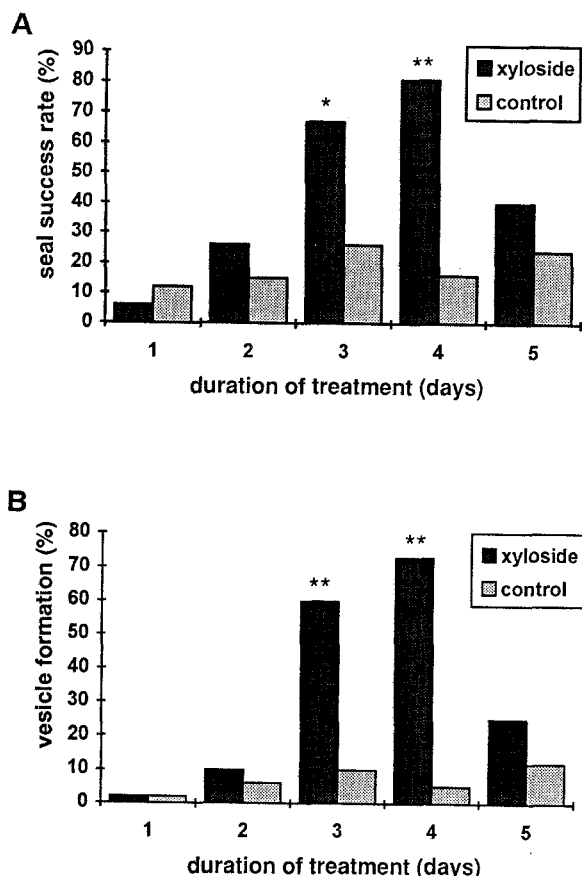 A
seal success rate (%)
90
80
70
60
50
40
30
20
10
0
*
**
xyloside
control
1 2 3 4 5
duration of treatment (days)
B
vesicle formation (%)
80
70
60
50
40
30
20
10
0
**
**
xyloside
control
1 2 3 4 5
duration of treatment (days)